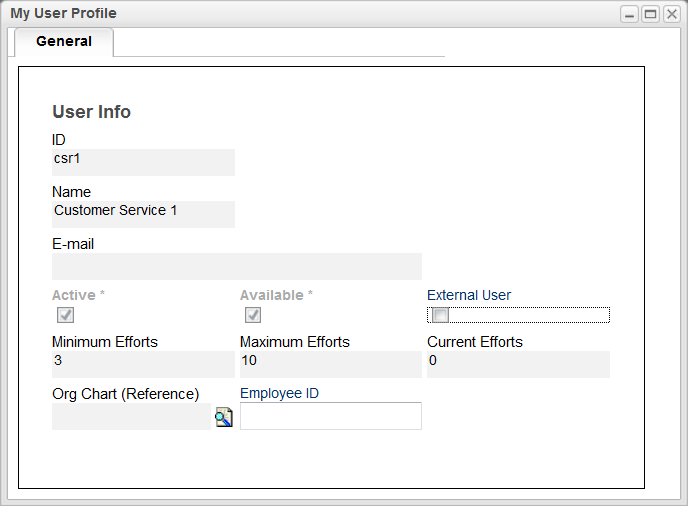 My User Profile
General
User Info
ID
csr1
Name
Customer Service 1
E-mail
Active * Available * External User
Minimum Efforts Maximum Efforts Current Efforts
3 10 0
Org Chart (Reference) Employee ID